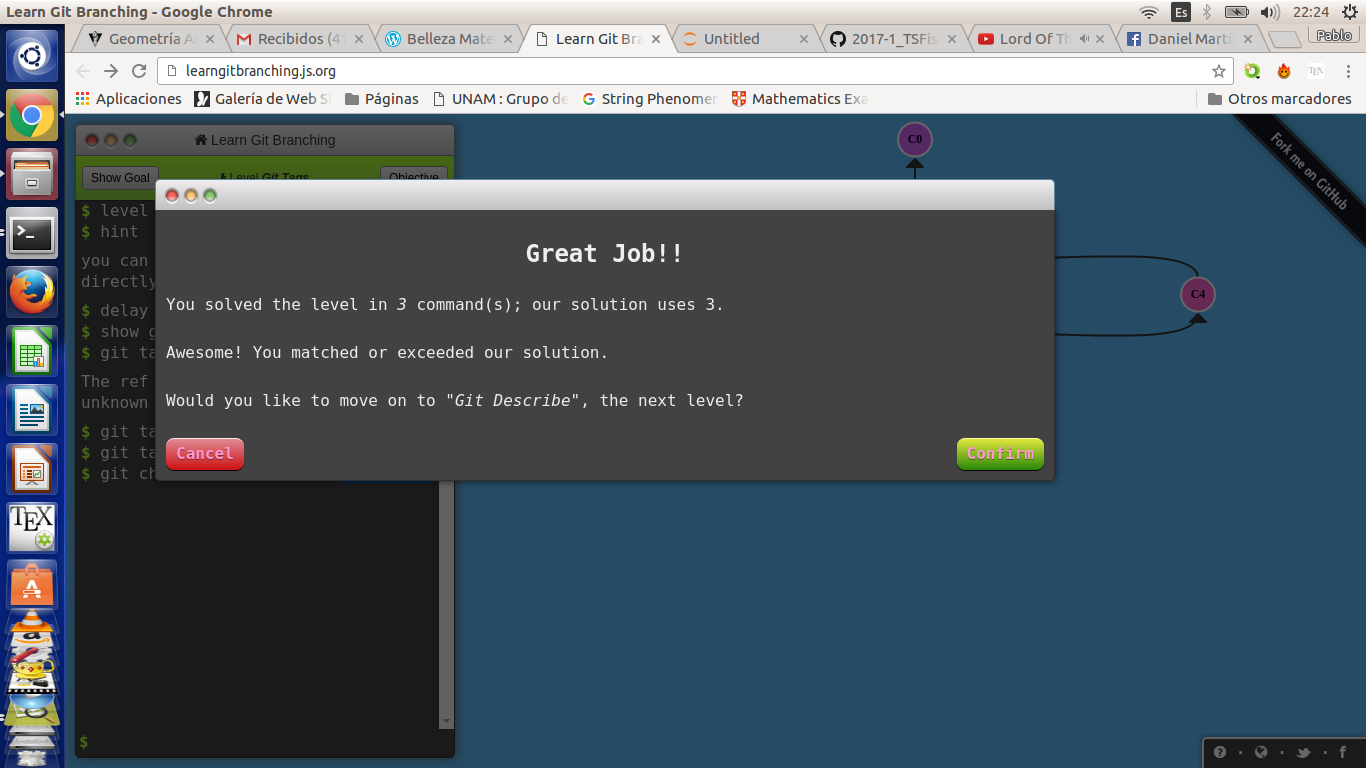 Learn Git Branching - Google Chrome
Es
22:24
Geometría A
Recibidos (41
Belleza Mate
Learn Git Bra
Untitled
2017-1_TSFis
Lord Of Th
Daniel Marti
Pablo
learngitbranching.js.org
Aplicaciones
Galería de Web Sl
Páginas
UNAM : Grupo de
String Phenomen
Mathematics Exa
Otros marcadores
Learn Git Branching
Show Goal
Level Git Tags
Objective
$ level
$ hint
you can
directly
$ delay
$ show g
$ git ta
The ref
unknown
$ git ta
$ git ta
$ git ch
$
C0
C4
Fork me on GitHub
Great Job!!
You solved the level in 3 command(s); our solution uses 3.
Awesome! You matched or exceeded our solution.
Would you like to move on to "Git Describe", the next level?
Cancel
Confirm
TEX